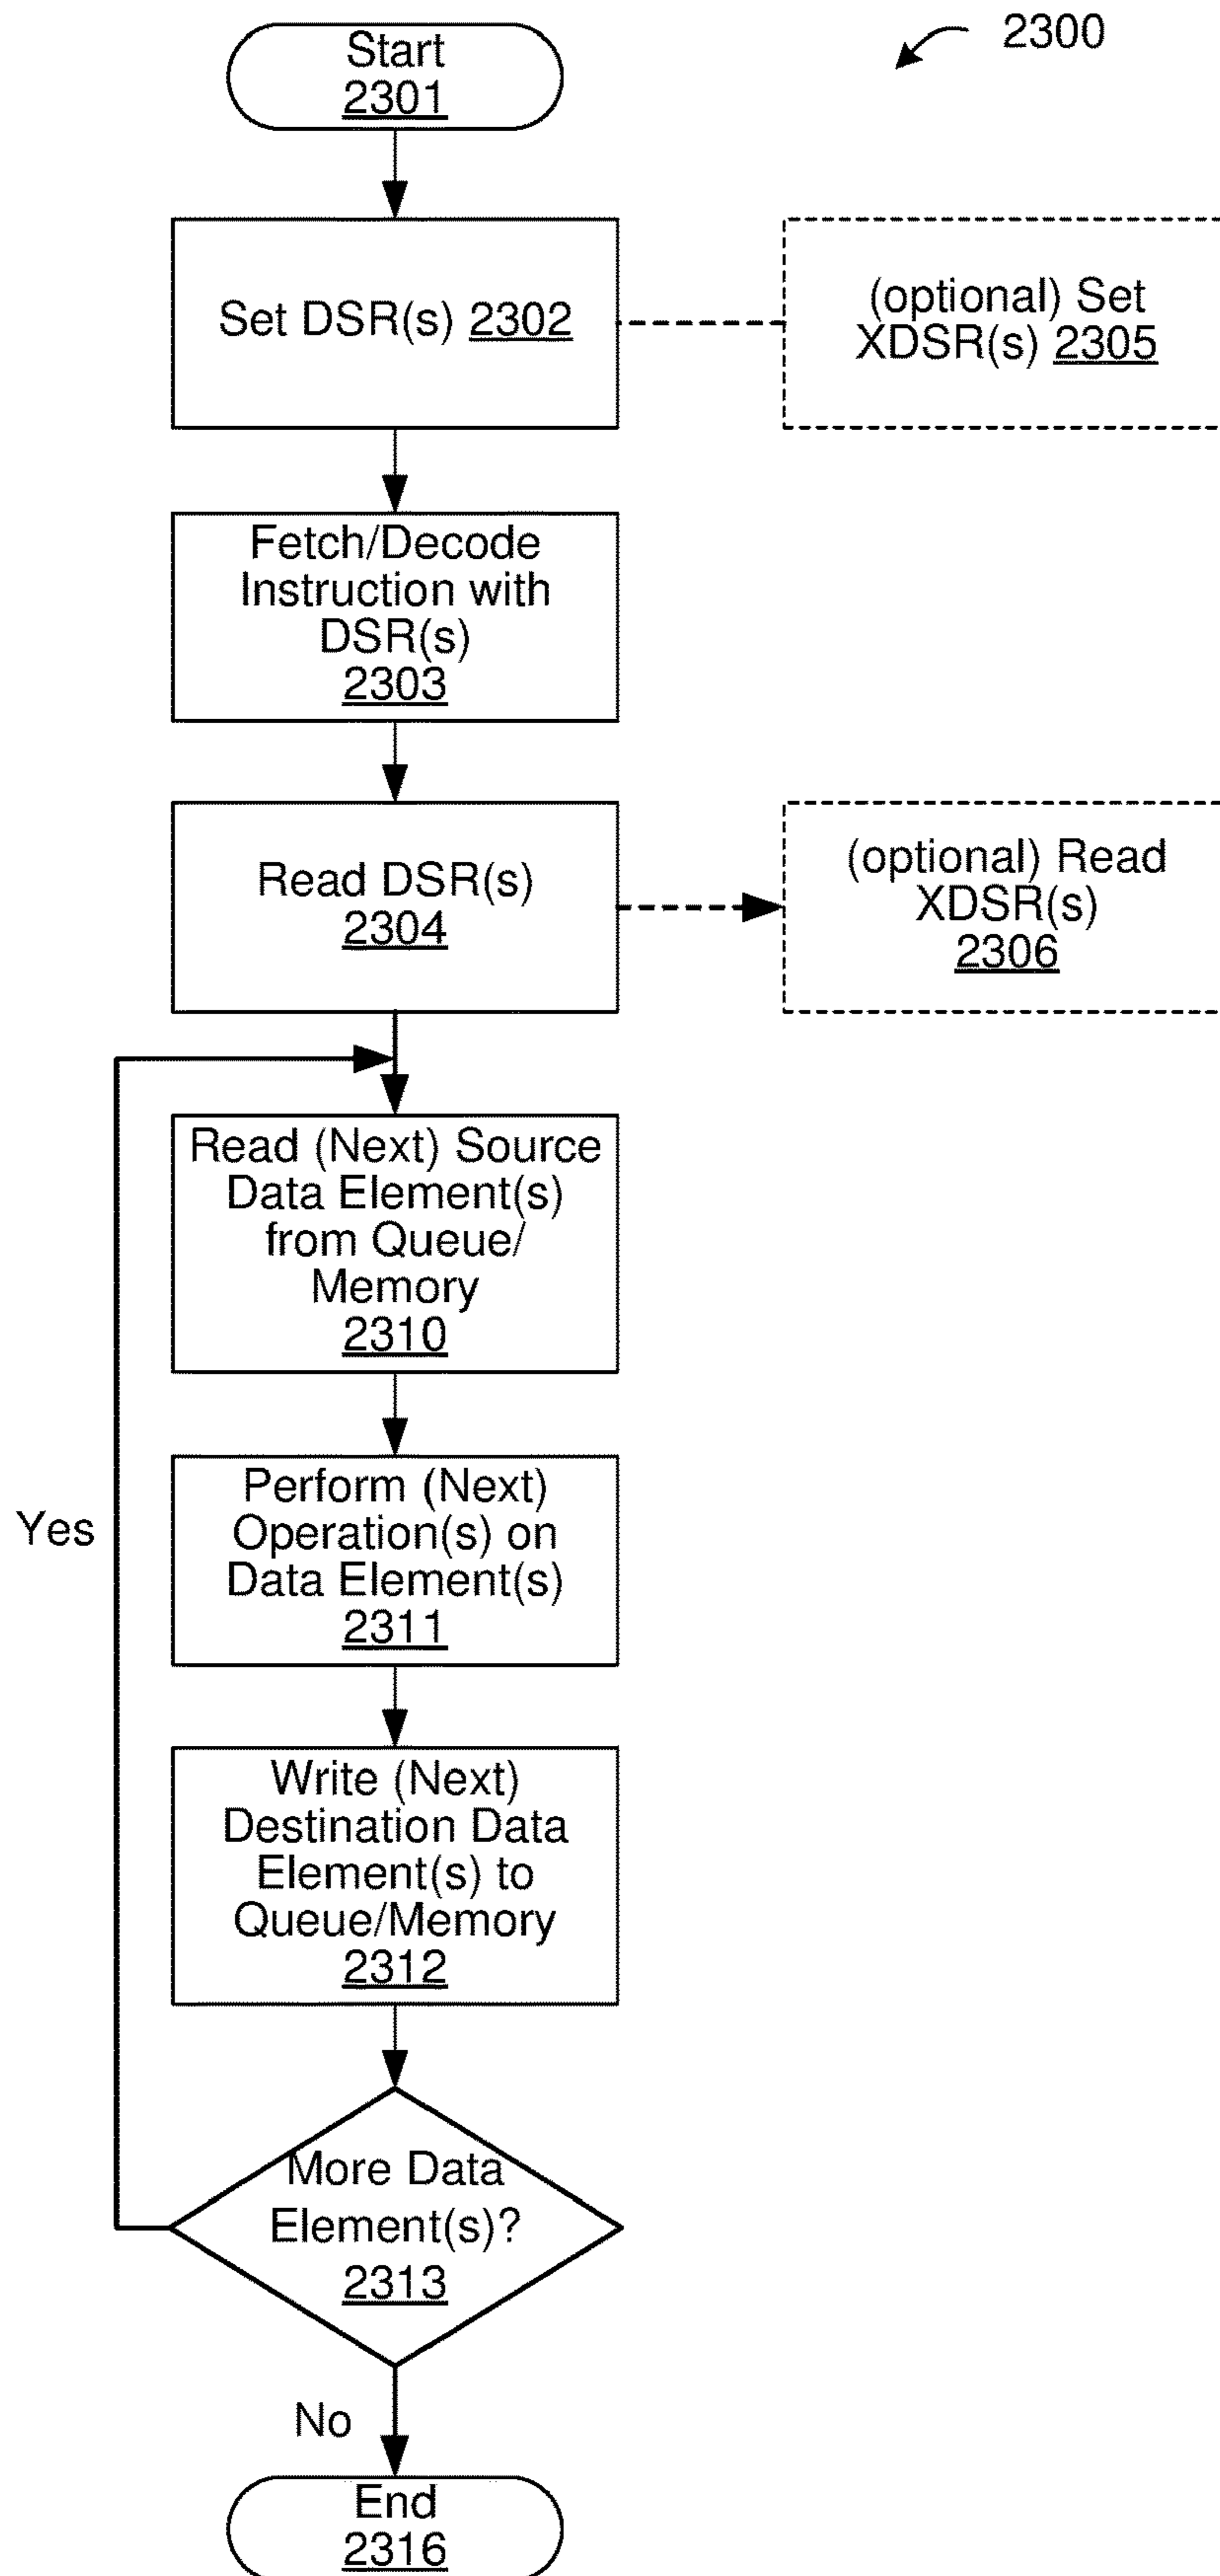 Start
2301
2300
Set DSR(s) 2302
(optional) Set
XDSR(s) 2305
Fetch/Decode
Instruction with
DSR(s)
2303
Read DSR(s)
2304
(optional) Read
XDSR(s)
2306
Read (Next) Source
Data Element(s)
from Queue/
Memory
2310
Perform (Next)
Operation(s) on
Data Element(s)
2311
Yes
Write (Next)
Destination Data
Element(s) to
Queue/Memory
2312
More Data
Element(s)?
2313
No
End
2316